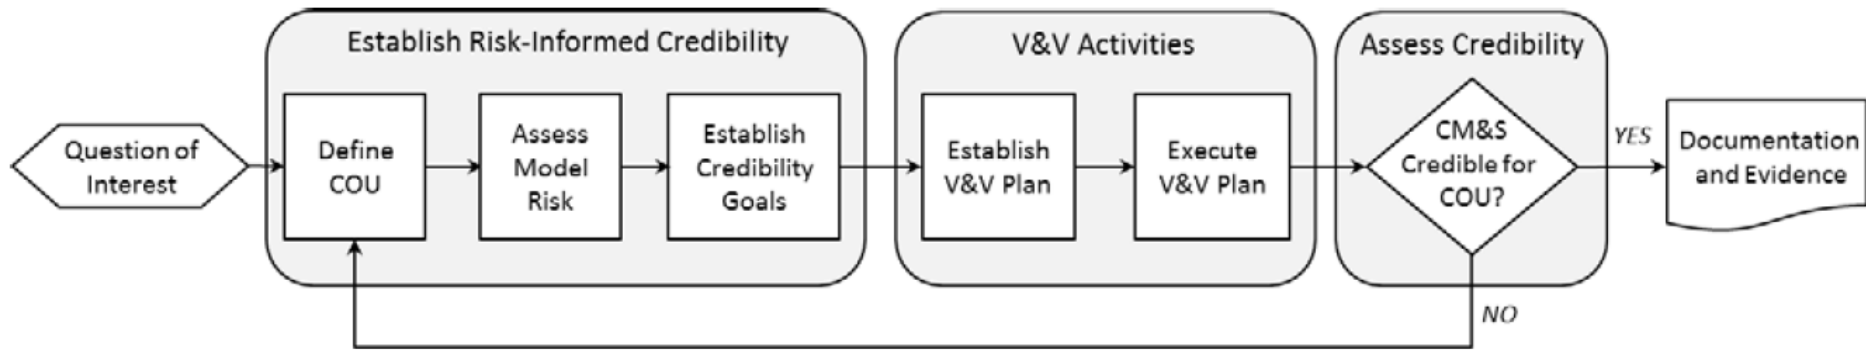 Establish Risk-Informed Credibility
V&V Activities
Assess Credibility
Question of
Interest
Define
COU
Assess
Model
Risk
Establish
Credibility
Goals
Establish
V&V Plan
Execute
V&V Plan
CM&S
Credible for
COU?
YES
Documentation
and Evidence
NO